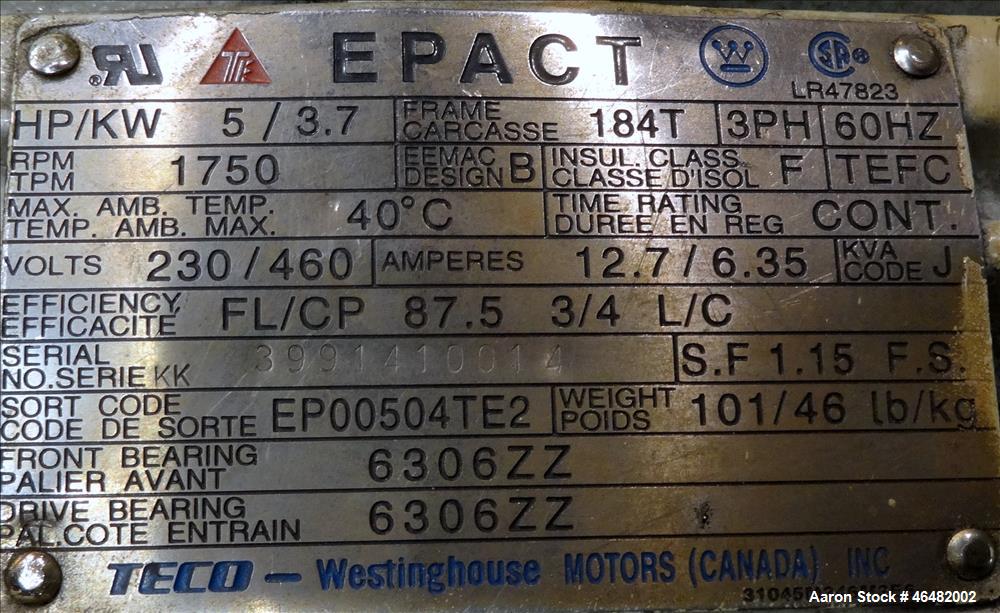 EPACT
LR47823
HP/KW 5 / 3.7 FRAME CARCASSE 184T 3PH 60HZ
RPM TPM 1750 EEMAC DESIGN B INSUL. CLASS CLASSE D'ISOL F TEFC
MAX. AMB. TEMP. TEMP. AMB. MAX. 40°C TIME RATING DUREE EN REG CONT.
VOLTS 230 / 460 AMPERES 12.7 / 6.35 KVA CODE J
EFFICIENCY EFFICACITÉ FL/CP 87.5 3/4 L/C
SERIAL NO.SERIE KK 3991410014 S.F 1.15 F.S.
SORT CODE CODE DE SORTE EP00504TE2 WEIGHT POIDS 101/46 lb/kg
FRONT BEARING PALIER AVANT 6306ZZ
DRIVE BEARING PAL.COTE ENTRAIN 6306ZZ
TECO – Westinghouse MOTORS (CANADA) INC
Aaron Stock # 46482002